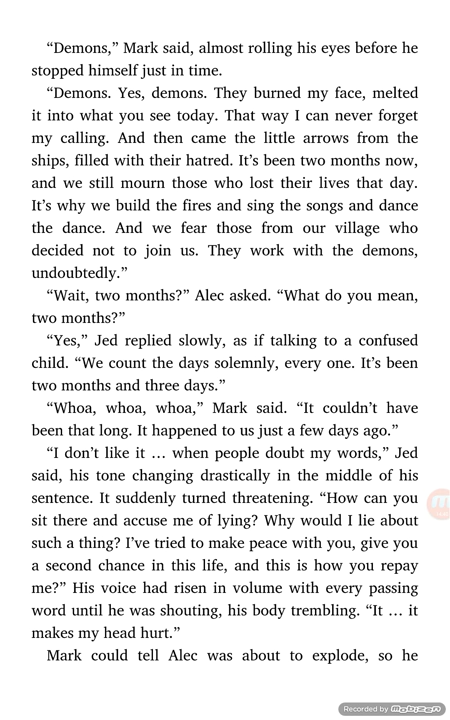 “Demons,” Mark said, almost rolling his eyes before he
stopped himself just in time.
“Demons. Yes, demons. They burned my face, melted
it into what you see today. That way I can never forget
my calling. And then came the little arrows from the
ships, filled with their hatred. It’s been two months now,
and we still mourn those who lost their lives that day.
It’s why we build the fires and sing the songs and dance
the dance. And we fear those from our village who
decided not to join us. They work with the demons,
undoubtedly.”
“Wait, two months?” Alec asked. “What do you mean,
two months?”
“Yes,” Jed replied slowly, as if talking to a confused
child. “We count the days solemnly, every one. It’s been
two months and three days.”
“Whoa, whoa, whoa,” Mark said. “It couldn’t have
been that long. It happened to us just a few days ago.”
“I don’t like it … when people doubt my words,” Jed
said, his tone changing drastically in the middle of his
sentence. It suddenly turned threatening. “How can you
sit there and accuse me of lying? Why would I lie about
such a thing? I’ve tried to make peace with you, give you
a second chance in this life, and this is how you repay
me?” His voice had risen in volume with every passing
word until he was shouting, his body trembling. “It … it
makes my head hurt.”
Mark could tell Alec was about to explode, so he
Recorded by mobizen